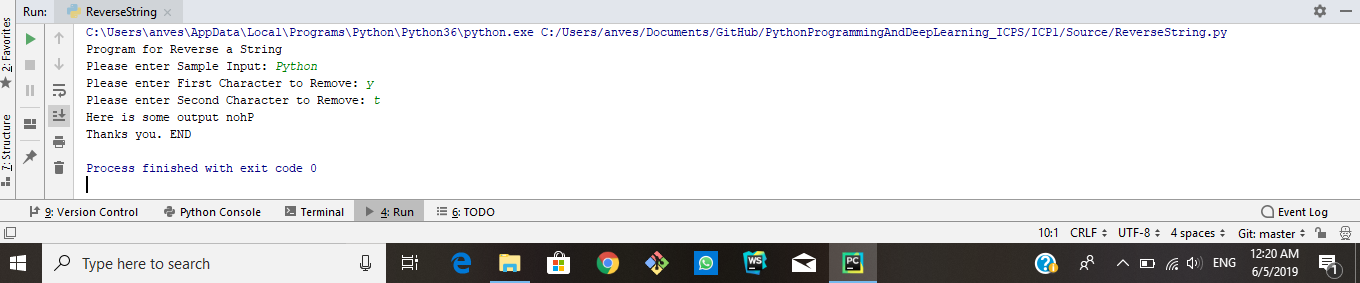 Run: ReverseString
2: Favorites
7: Structure
C:\Users\anves\AppData\Local\Programs\Python\Python36\python.exe C:/Users/anves/Documents/GitHub/PythonProgrammingAndDeepLearning_ICPS/ICP1/Source/ReverseString.py
Program for Reverse a String
Please enter Sample Input: Python
Please enter First Character to Remove: y
Please enter Second Character to Remove: t
Here is some output nohP
Thanks you. END
Process finished with exit code 0
9: Version Control Python Console Terminal 4: Run 6: TODO Event Log
10:1 CRLF UTF-8 4 spaces Git: master
Type here to search WS PC ENG 12:20 AM
6/5/2019 1